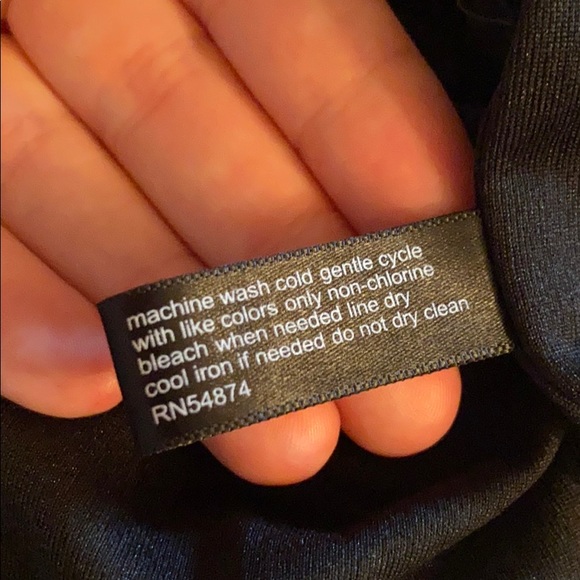 machine wash cold gentle cycle
with like colors only non-chlorine
bleach when needed line dry
cool iron if needed do not dry clean
RN54874